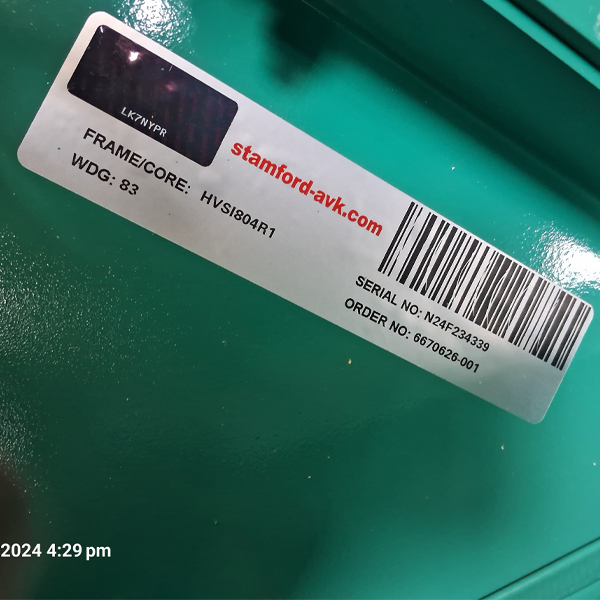 LK7NYPR
stamford-avk.com
FRAME/CORE: HVSI804R1
WDG: 83
SERIAL NO: N24F234339
ORDER NO: 6670626-001
2024 4:29 pm